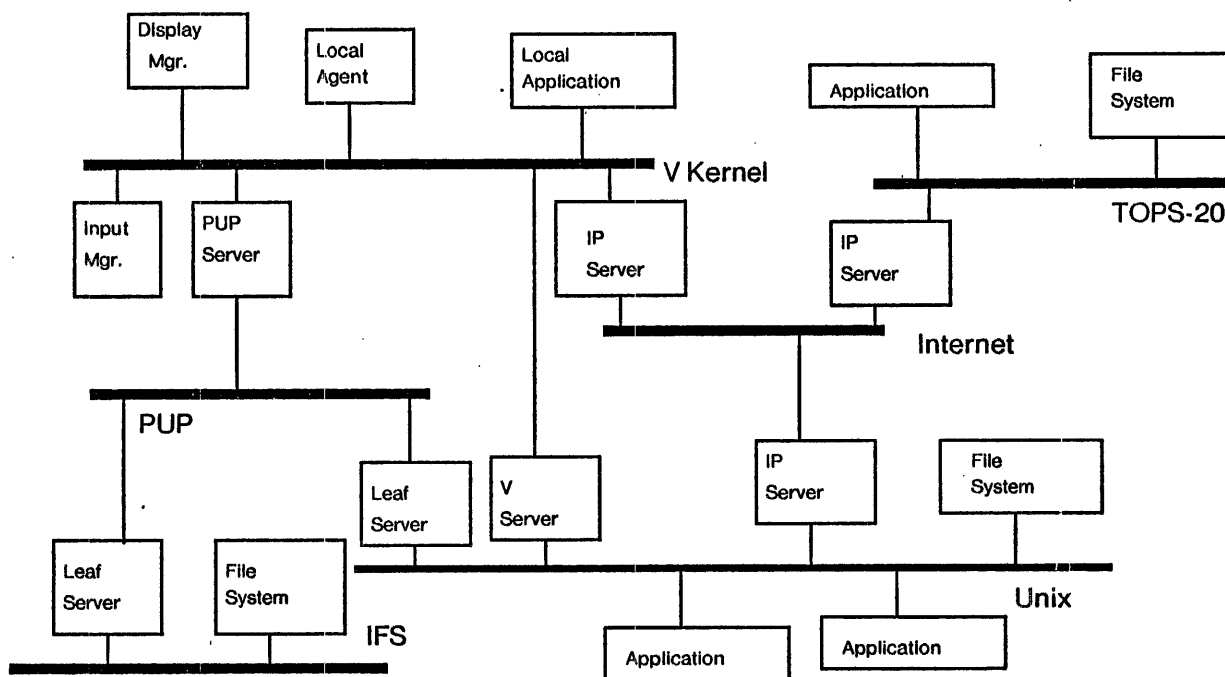 Display
Mgr.
Local
Agent
Local
Application
Application
File
System
V Kernel
TOPS-20
Input
Mgr.
PUP
Server
IP
Server
IP
Server
Internet
PUP
Leaf
Server
V
Server
IP
Server
File
System
Leaf
Server
File
System
IFS
Unix
Application
Application